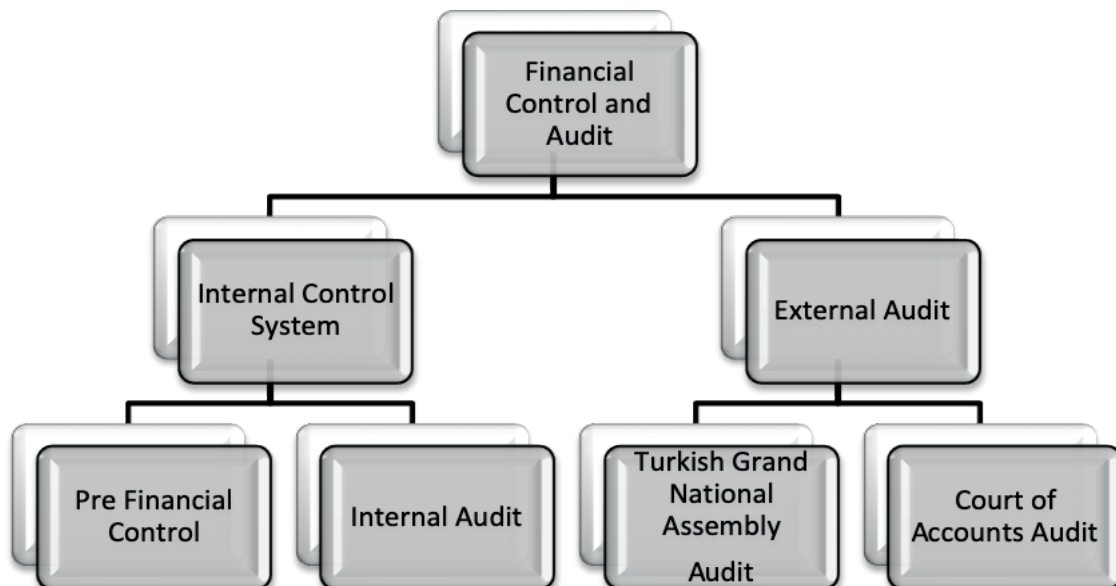 Financial
Control and
Audit
Internal Control
System
External Audit
Pre Financial
Control
Internal Audit
Turkish Grand
National
Assembly
Audit
Court of
Accounts Audit